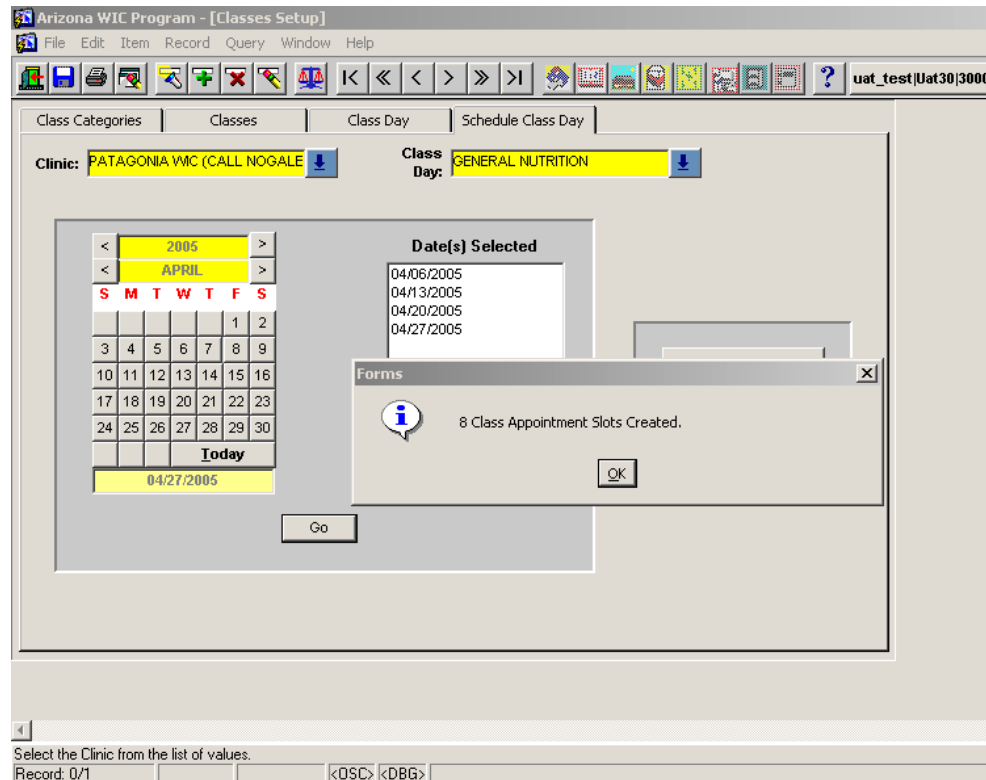 Arizona WIC Program - [Classes Setup]
File Edit Item Record Query Window Help
? uat_test|Uat30|3000
Class Categories Classes Class Day Schedule Class Day
Clinic: PATAGONIA WIC (CALL NOGALE Class Day: GENERAL NUTRITION
< 2005 >
< APRIL >
S M T W T F S
1 2
3 4 5 6 7 8 9
10 11 12 13 14 15 16
17 18 19 20 21 22 23
24 25 26 27 28 29 30
Today
04/27/2005
Date(s) Selected
04/06/2005
04/13/2005
04/20/2005
04/27/2005
Go
Forms
8 Class Appointment Slots Created.
OK
Select the Clinic from the list of values.
Record: 0/1 <OSC> <DBG>